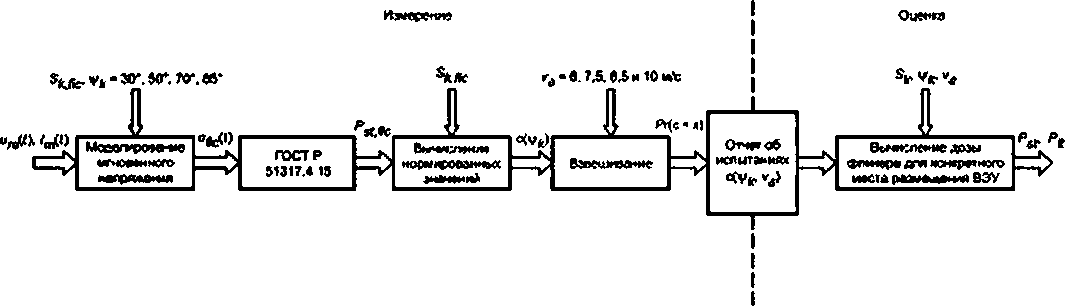 Измерение
Оценка
S_k,fic, ψ_k = 30°, 50°, 70°, 85°
S_k,fic
v_a = 6, 7,5, 8,5 и 10 м/с
S_k, ψ_k, v_a
u_m(t), i_m(t)
Моделирование
мгновенного
напряжения
u_fic(t)
ГОСТ Р
51317.4.15
P_st,fic
Вычисление
нормированных
значений
c(ψ_k)
Взвешивание
Pr(c < x)
Отчет об
испытаниях
c(ψ_k, v_a)
Вычисление дозы
фликера для конкретного
места размещения ВЭУ
P_st, P_lt